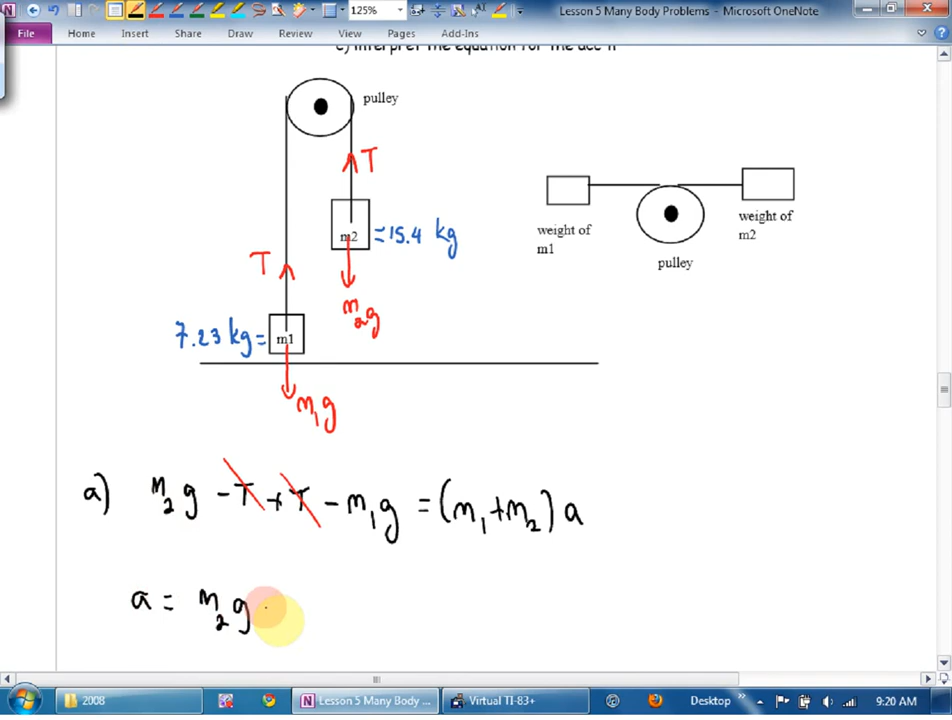 125%
Lesson 5 Many Body Problems - Microsoft OneNote
File Home Insert Share Draw Review View Pages Add-Ins
c) Interpret the equation for the acc'n
pulley
T
m2 =15.4 kg
weight of m1
weight of m2
pulley
T
m₂g
7.23 kg= m1
m₁g
a) m₂g - T + T - m₁g = (m₁+m₂) a
a = m₂g
2008
Lesson 5 Many Body ...
Virtual TI-83+
Desktop
9:20 AM